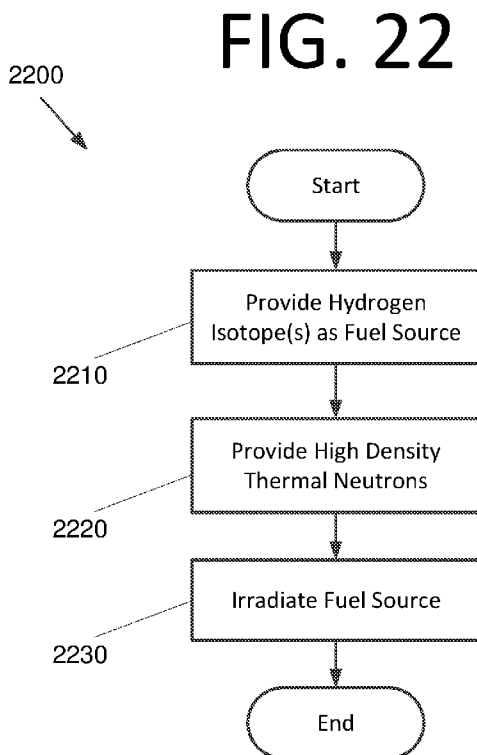 FIG. 22
2200
Start
Provide Hydrogen
Isotope(s) as Fuel Source
2210
Provide High Density
Thermal Neutrons
2220
Irradiate Fuel Source
2230
End